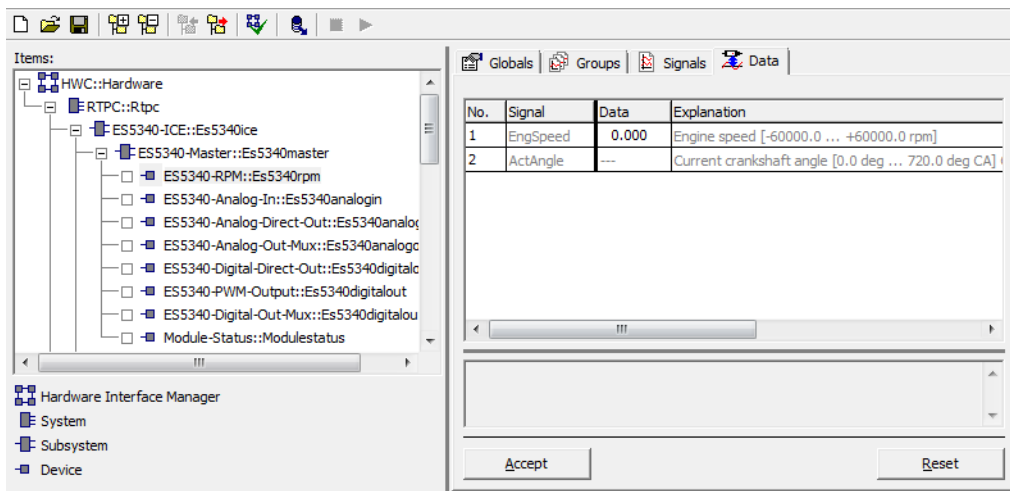 Items:
HWC::Hardware
RTPC::Rtpc
ES5340-ICE::Es5340ice
ES5340-Master::Es5340master
ES5340-RPM::Es5340rpm
ES5340-Analog-In::Es5340analogin
ES5340-Analog-Direct-Out::Es5340analog
ES5340-Analog-Out-Mux::Es5340analogo
ES5340-Digital-Direct-Out::Es5340digitalo
ES5340-PWM-Output::Es5340digitalout
ES5340-Digital-Out-Mux::Es5340digitalou
Module-Status::Modulestatus
Hardware Interface Manager
System
Subsystem
Device
Globals Groups Signals Data
No. Signal Data Explanation
1 EngSpeed 0.000 Engine speed [-60000.0 ... +60000.0 rpm]
2 ActAngle --- Current crankshaft angle [0.0 deg ... 720.0 deg CA]
Accept Reset